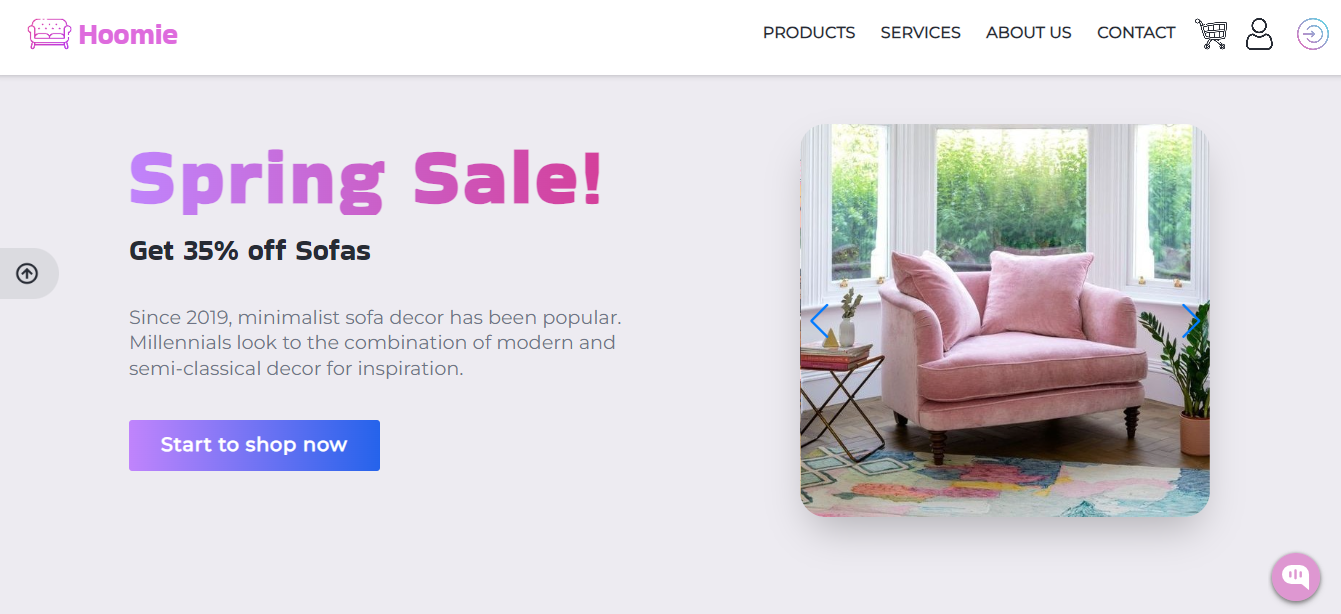 Hoomie
PRODUCTS SERVICES ABOUT US CONTACT
Spring Sale!
Get 35% off Sofas
Since 2019, minimalist sofa decor has been popular.
Millennials look to the combination of modern and
semi-classical decor for inspiration.
Start to shop now